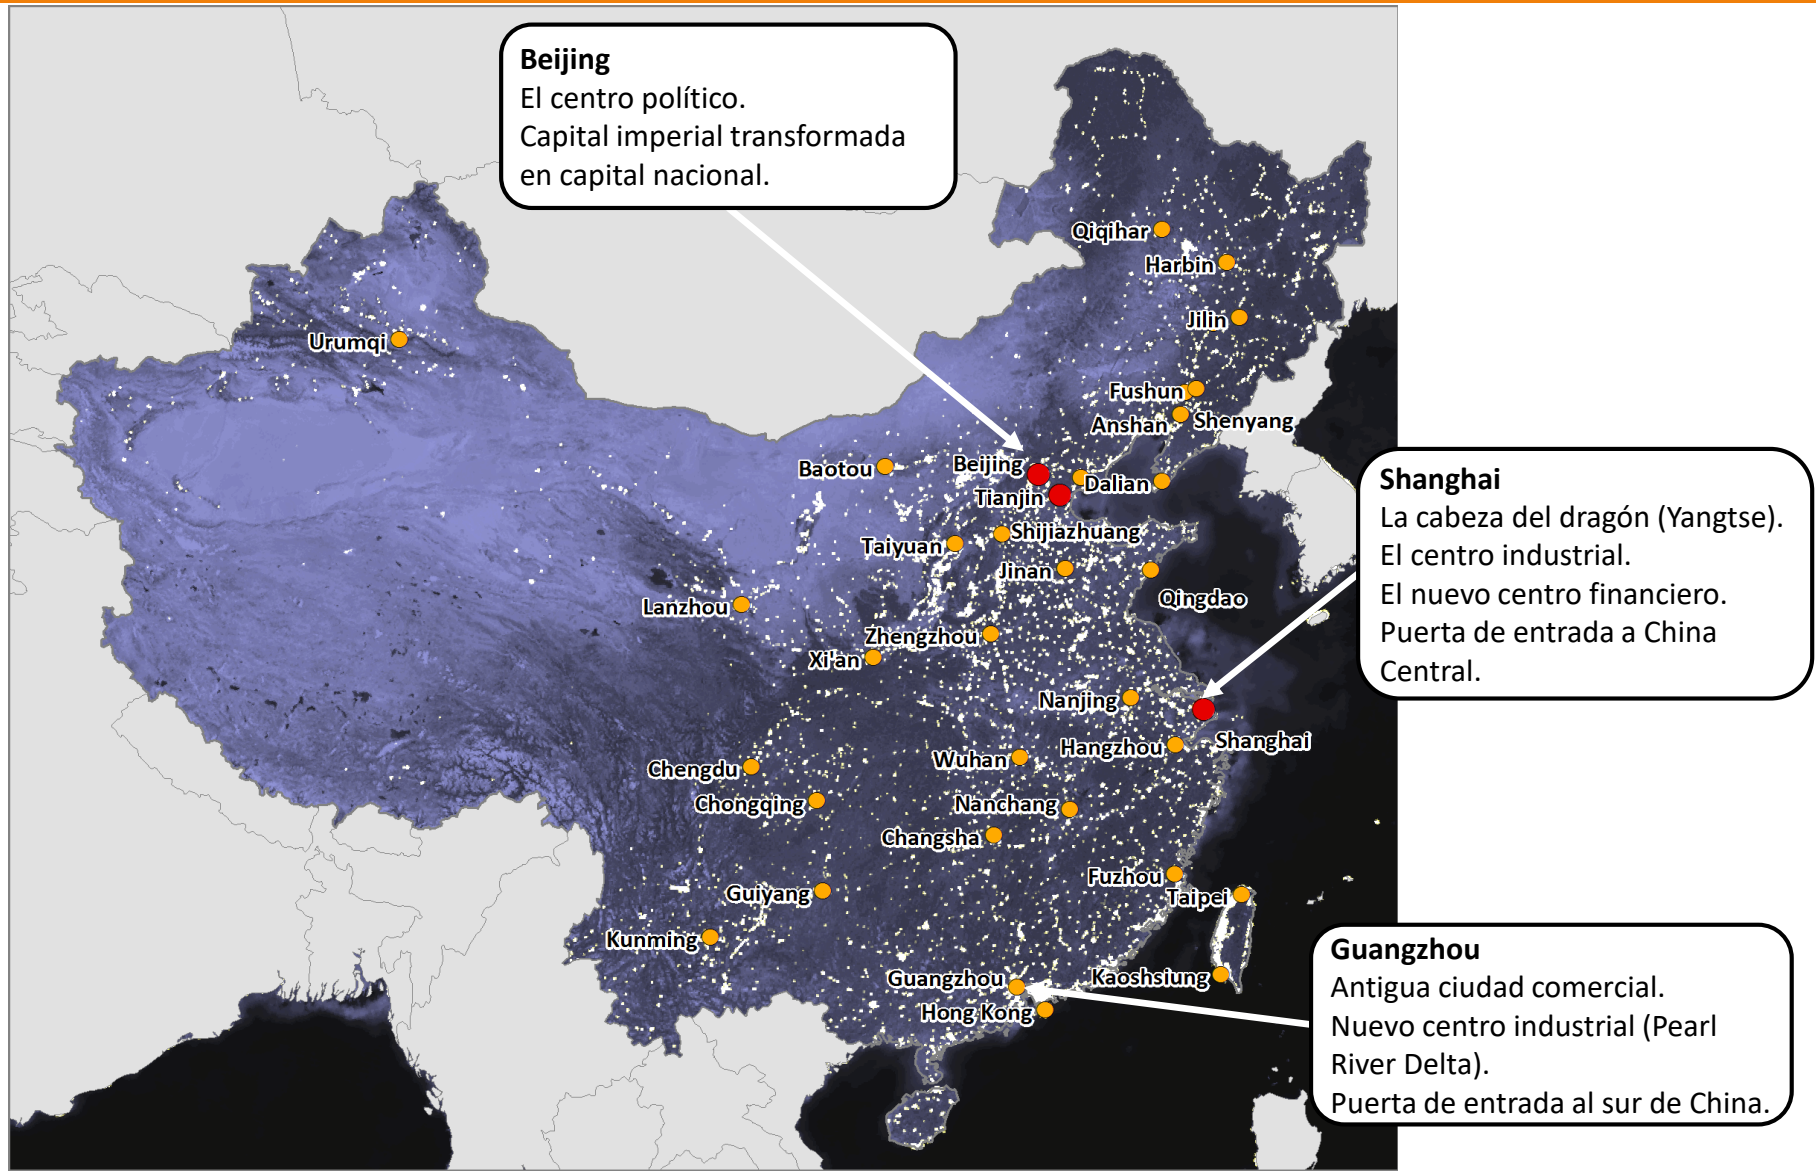 Beijing
El centro político.
Capital imperial transformada
en capital nacional.
Qiqihar
Harbin
Jilin
Urumqi
Fushun
Anshan
Shenyang
Baotou
Beijing
Tianjin
Dalian
Shijiazhuang
Taiyuan
Jinan
Qingdao
Lanzhou
Zhengzhou
Xi'an
Nanjing
Shanghai
Hangzhou
Wuhan
Chengdu
Chongqing
Nanchang
Changsha
Fuzhou
Taipei
Guiyang
Kunming
Guangzhou
Kaoshsiung
Hong Kong
Shanghai
La cabeza del dragón (Yangtse).
El centro industrial.
El nuevo centro financiero.
Puerta de entrada a China
Central.
Guangzhou
Antigua ciudad comercial.
Nuevo centro industrial (Pearl
River Delta).
Puerta de entrada al sur de China.